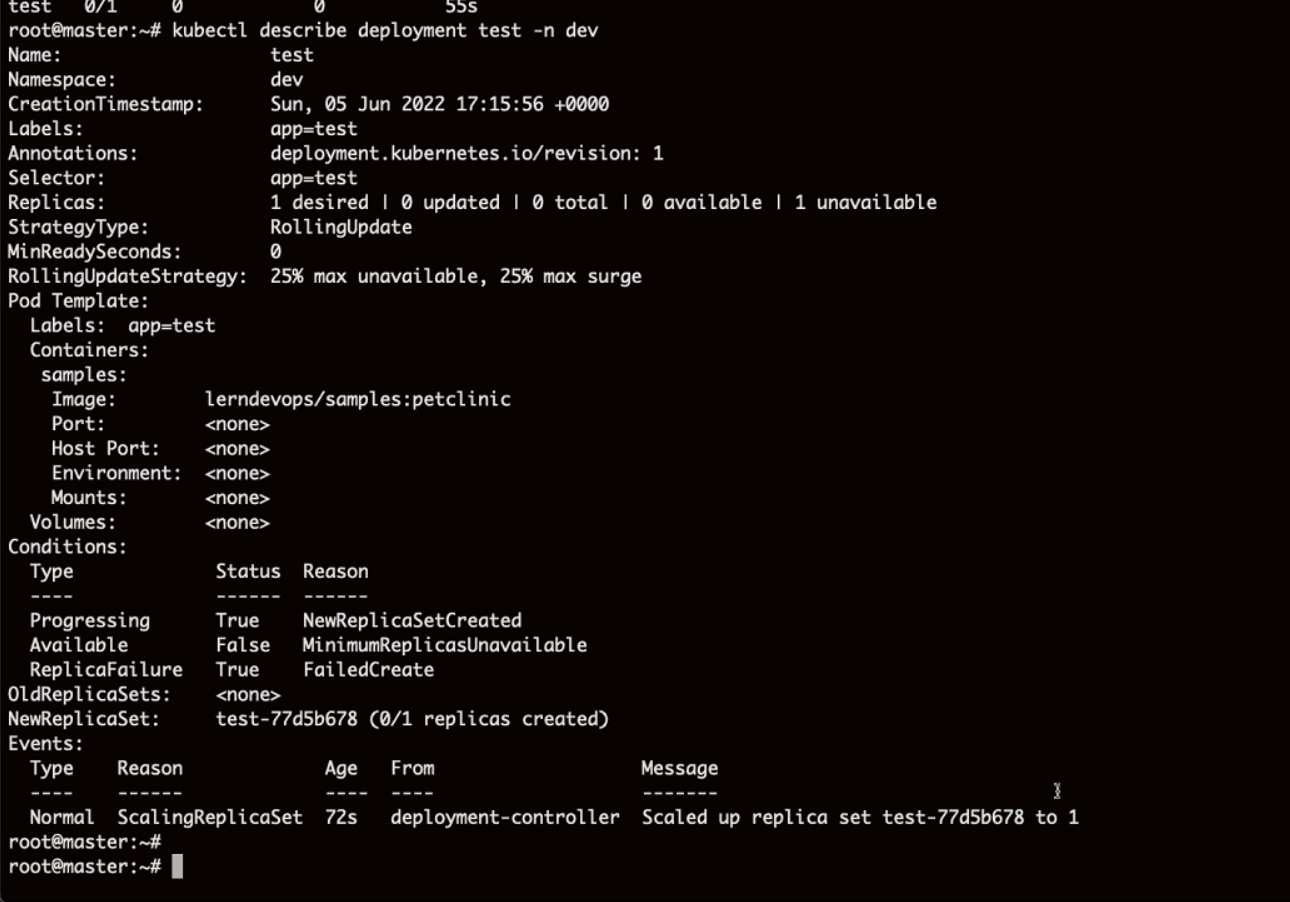 test   0/1     0            0           55s
root@master:~# kubectl describe deployment test -n dev
Name:                   test
Namespace:              dev
CreationTimestamp:      Sun, 05 Jun 2022 17:15:56 +0000
Labels:                 app=test
Annotations:            deployment.kubernetes.io/revision: 1
Selector:               app=test
Replicas:               1 desired | 0 updated | 0 total | 0 available | 1 unavailable
StrategyType:           RollingUpdate
MinReadySeconds:        0
RollingUpdateStrategy:  25% max unavailable, 25% max surge
Pod Template:
  Labels:  app=test
  Containers:
   samples:
    Image:        lerndevops/samples:petclinic
    Port:         <none>
    Host Port:    <none>
    Environment:  <none>
    Mounts:       <none>
  Volumes:        <none>
Conditions:
  Type             Status  Reason
  ----             ------  ------
  Progressing      True    NewReplicaSetCreated
  Available        False   MinimumReplicasUnavailable
  ReplicaFailure   True    FailedCreate
OldReplicaSets:    <none>
NewReplicaSet:     test-77d5b678 (0/1 replicas created)
Events:
  Type    Reason             Age   From                   Message
  ----    ------             ----  ----                   -------
  Normal  ScalingReplicaSet  72s   deployment-controller  Scaled up replica set test-77d5b678 to 1
root@master:~#
root@master:~#